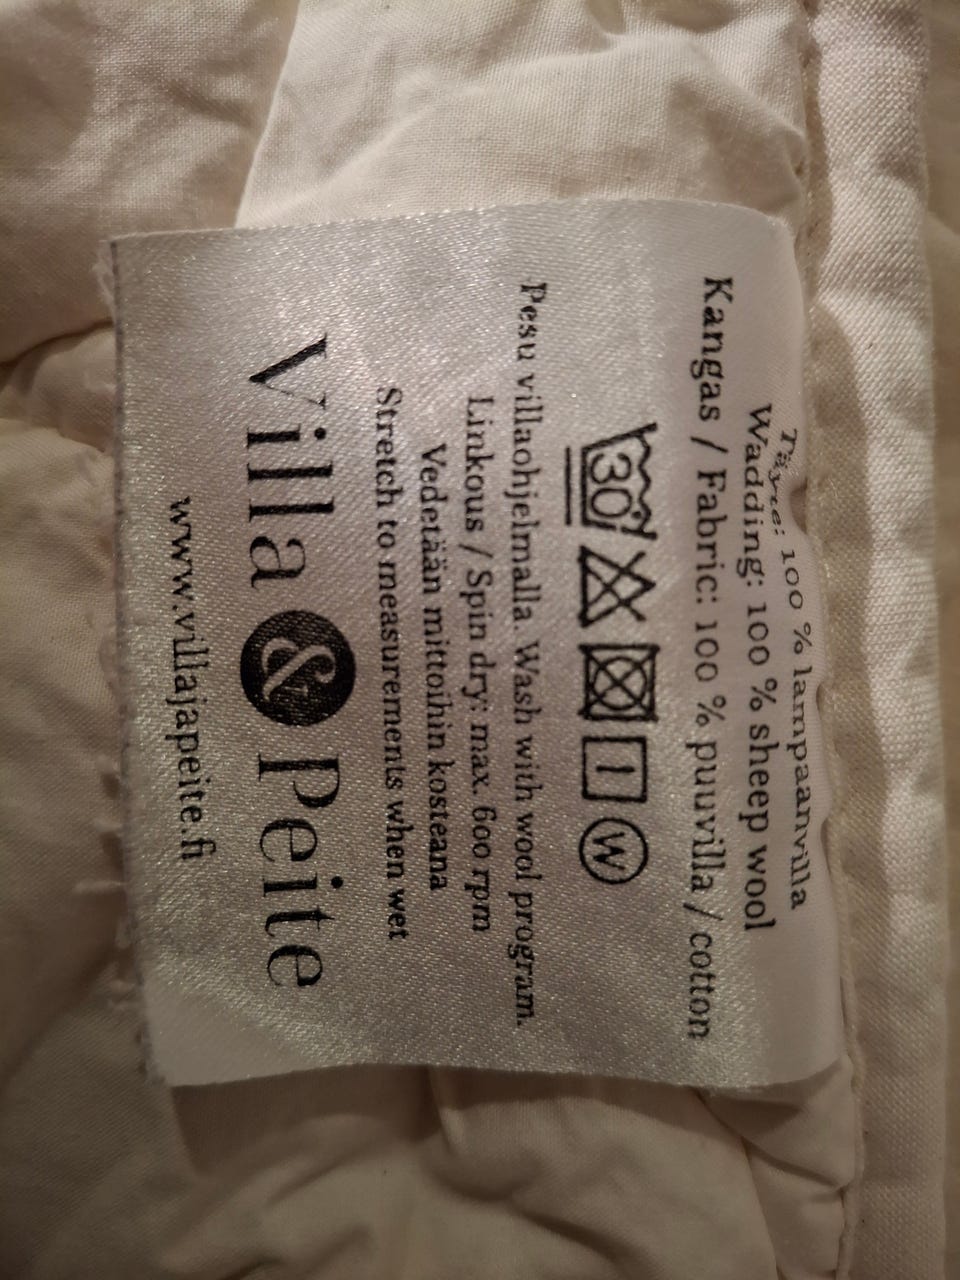 Täyte: 100 % lampaanvilla
Wadding: 100 % sheep wool
Kangas / Fabric: 100 % puuvilla / cotton
30 W
Pesu villaohjelmalla. Wash with wool program.
Linkous / Spin dry: max. 600 rpm
Vedetään mittoihin kosteana
Stretch to measurements when wet
Villa & Peite
www.villajapeite.fi